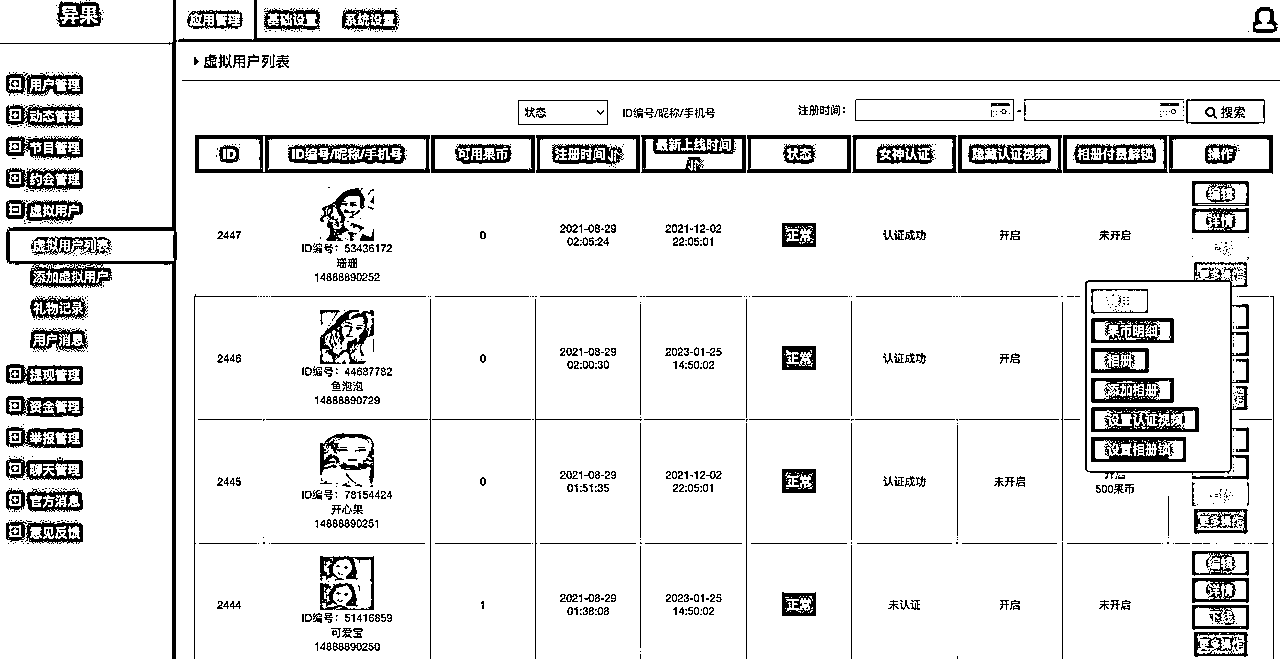 异果
应用管理 基础设置 系统设置
虚拟用户列表
用户管理
动态管理
节目管理
约会管理
虚拟用户
虚拟用户列表
添加虚拟用户
礼物记录
用户消息
提现管理
资金管理
举报管理
聊天管理
官方消息
意见反馈
状态 ID编号/昵称/手机号 注册时间: - 搜索
ID ID编号/昵称/手机号 可用果币 注册时间 最新上线时间 状态 女神认证 隐藏认证视频 相册付费解锁 操作
2447
ID编号: 53436172
珊珊
14888890252
0
2021-08-29
02:05:24
2021-12-02
22:05:01
正常
认证成功
开启
未开启
编辑
详情
更多操作
2446
ID编号: 44687782
鱼泡泡
14888890729
0
2021-08-29
02:00:30
2023-01-25
14:50:02
正常
认证成功
开启
果币明细
相册
添加相册
设置认证视频
设置相册锁
2445
ID编号: 78154424
开心果
14888890251
0
2021-08-29
01:51:35
2021-12-02
22:05:01
正常
认证成功
未开启
开启
500果币
更多操作
2444
ID编号: 51416859
可爱宝
14888890250
1
2021-08-29
01:38:08
2023-01-25
14:50:02
正常
未认证
开启
未开启
编辑
详情
下线
更多操作